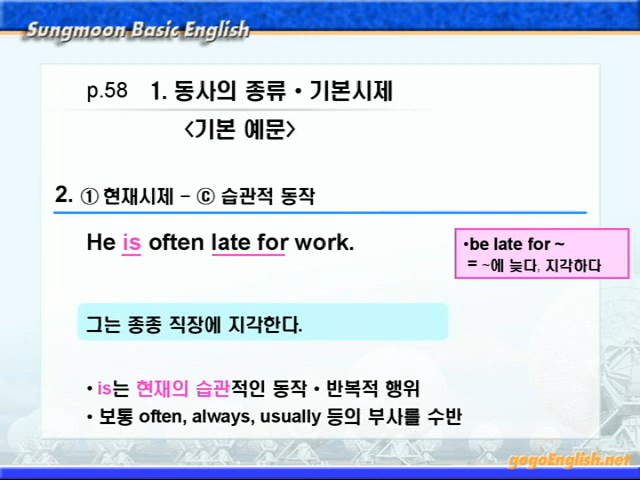 Sungmoon Basic English
p.58 1. 동사의 종류 • 기본시제
<기본 예문>
2. ① 현재시제 - ⓒ 습관적 동작
He is often late for work.
•be late for ~
= ~에 늦다, 지각하다
그는 종종 직장에 지각한다.
• is는 현재의 습관적인 동작 • 반복적 행위
• 보통 often, always, usually 등의 부사를 수반
gogoEnglish.net